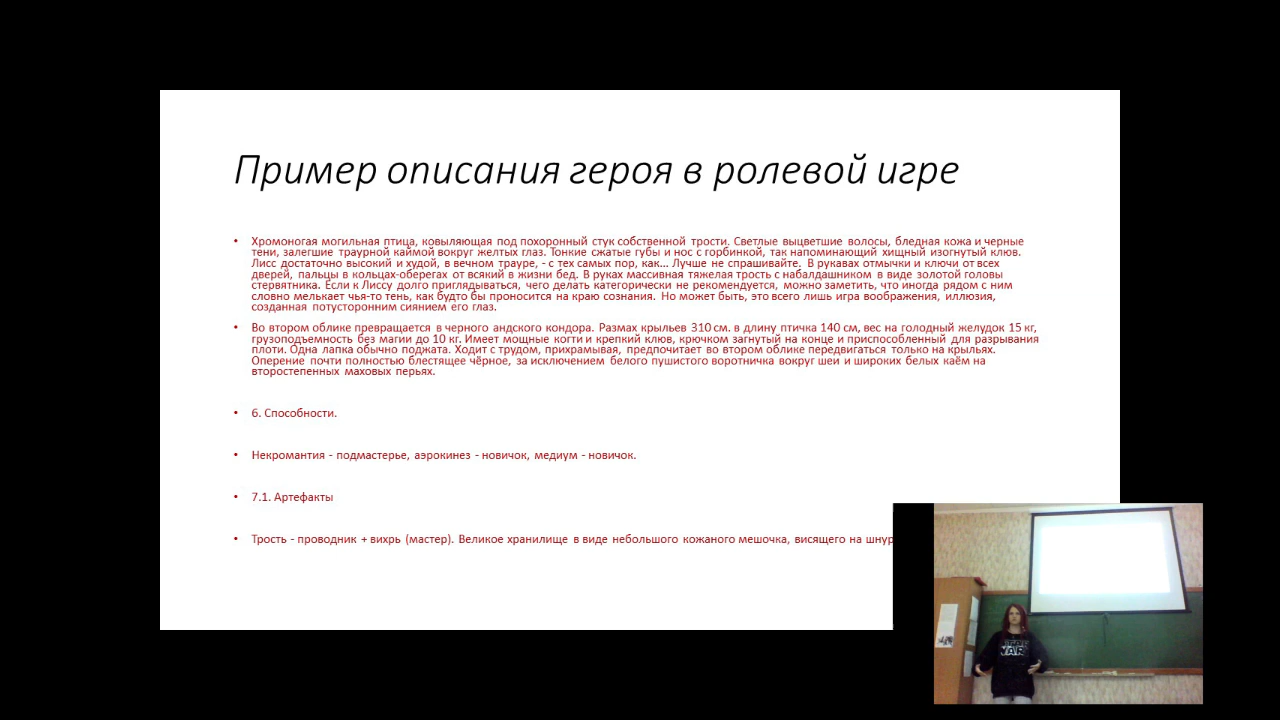 Пример описания героя в ролевой игре
• Хромоногая могильная птица, ковыляющая под похоронный стук собственной трости. Светлые выцветшие волосы, бледная кожа и черные
тени, залегшие траурной каймой вокруг желтых глаз. Тонкие сжатые губы и нос с горбинкой, так напоминающий хищный изогнутый клюв.
Лисс достаточно высокий и худой, в вечном трауре, - с тех самых пор, как... Лучше не спрашивайте. В рукавах отмычки и ключи от всех
дверей, пальцы в кольцах-оберегах от всякий в жизни бед. В руках массивная тяжелая трость с набалдашником в виде золотой головы
стервятника. Если к Лиссу долго приглядываться, чего делать категорически не рекомендуется, можно заметить, что иногда рядом с ним
словно мелькает чья-то тень, как будто бы проносится на краю сознания. Но может быть, это всего лишь игра воображения, иллюзия,
созданная потусторонним сиянием его глаз.
• Во втором облике превращается в черного андского кондора. Размах крыльев 310 см. в длину птичка 140 см, вес на голодный желудок 15 кг,
грузоподъемность без магии до 10 кг. Имеет мощные когти и крепкий клюв, крючком загнутый на конце и приспособленный для разрывания
плоти. Одна лапка обычно поджата. Ходит с трудом, прихрамывая, предпочитает во втором облике передвигаться только на крыльях.
Оперение почти полностью блестящее чёрное, за исключением белого пушистого воротничка вокруг шеи и широких белых каём на
второстепенных маховых перьях.
• 6. Способности.
• Некромантия - подмастерье, аэрокинез - новичок, медиум - новичок.
• 7.1. Артефакты
• Трость - проводник + вихрь (мастер). Великое хранилище в виде небольшого кожаного мешочка, висящего на шнур
WARS